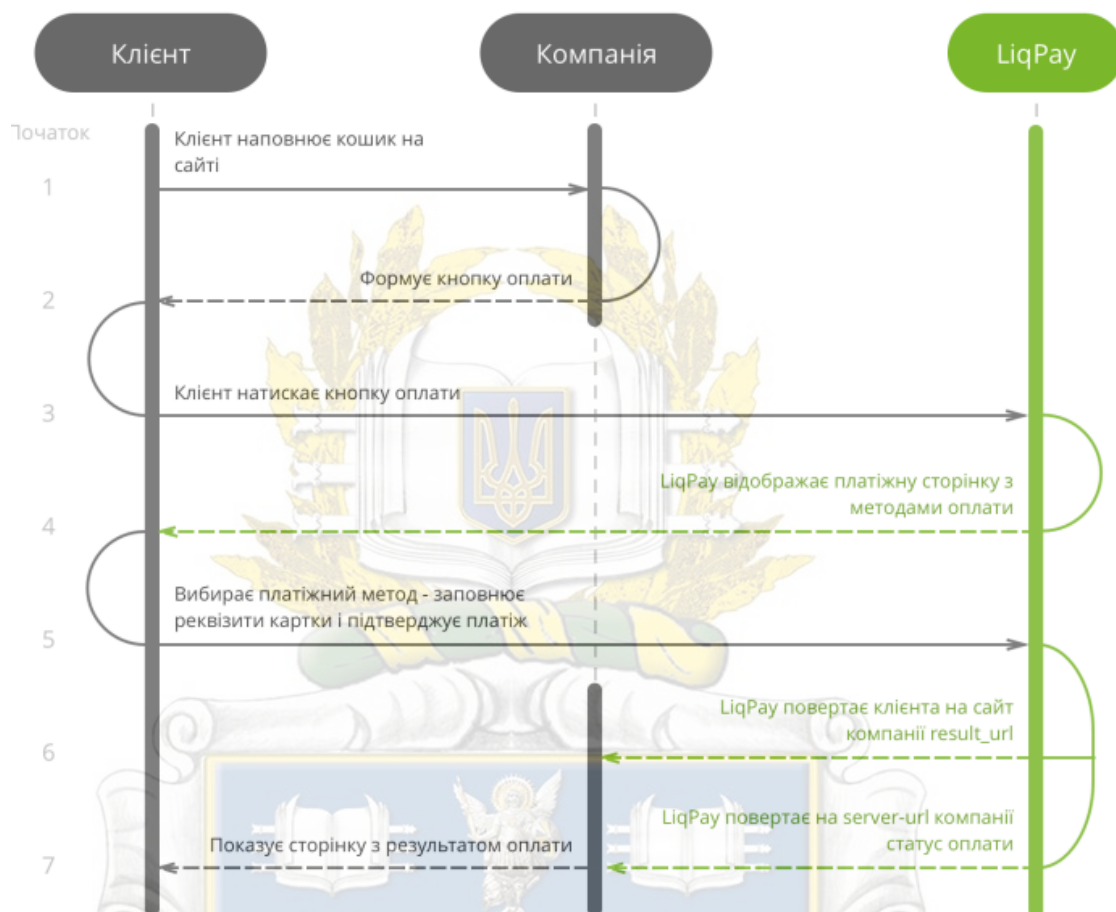 Клієнт
Компанія
LiqPay
Початок
Клієнт наповнює кошик на
сайті
1
Формує кнопку оплати
2
Клієнт натискає кнопку оплати
3
LiqPay відображає платіжну сторінку з
методами оплати
4
Вибирає платіжний метод - заповнює
реквізити картки і підтверджує платіж
5
LiqPay повертає клієнта на сайт
компанії result_url
6
LiqPay повертає на server-url компанії
статус оплати
Показує сторінку з результатом оплати
7